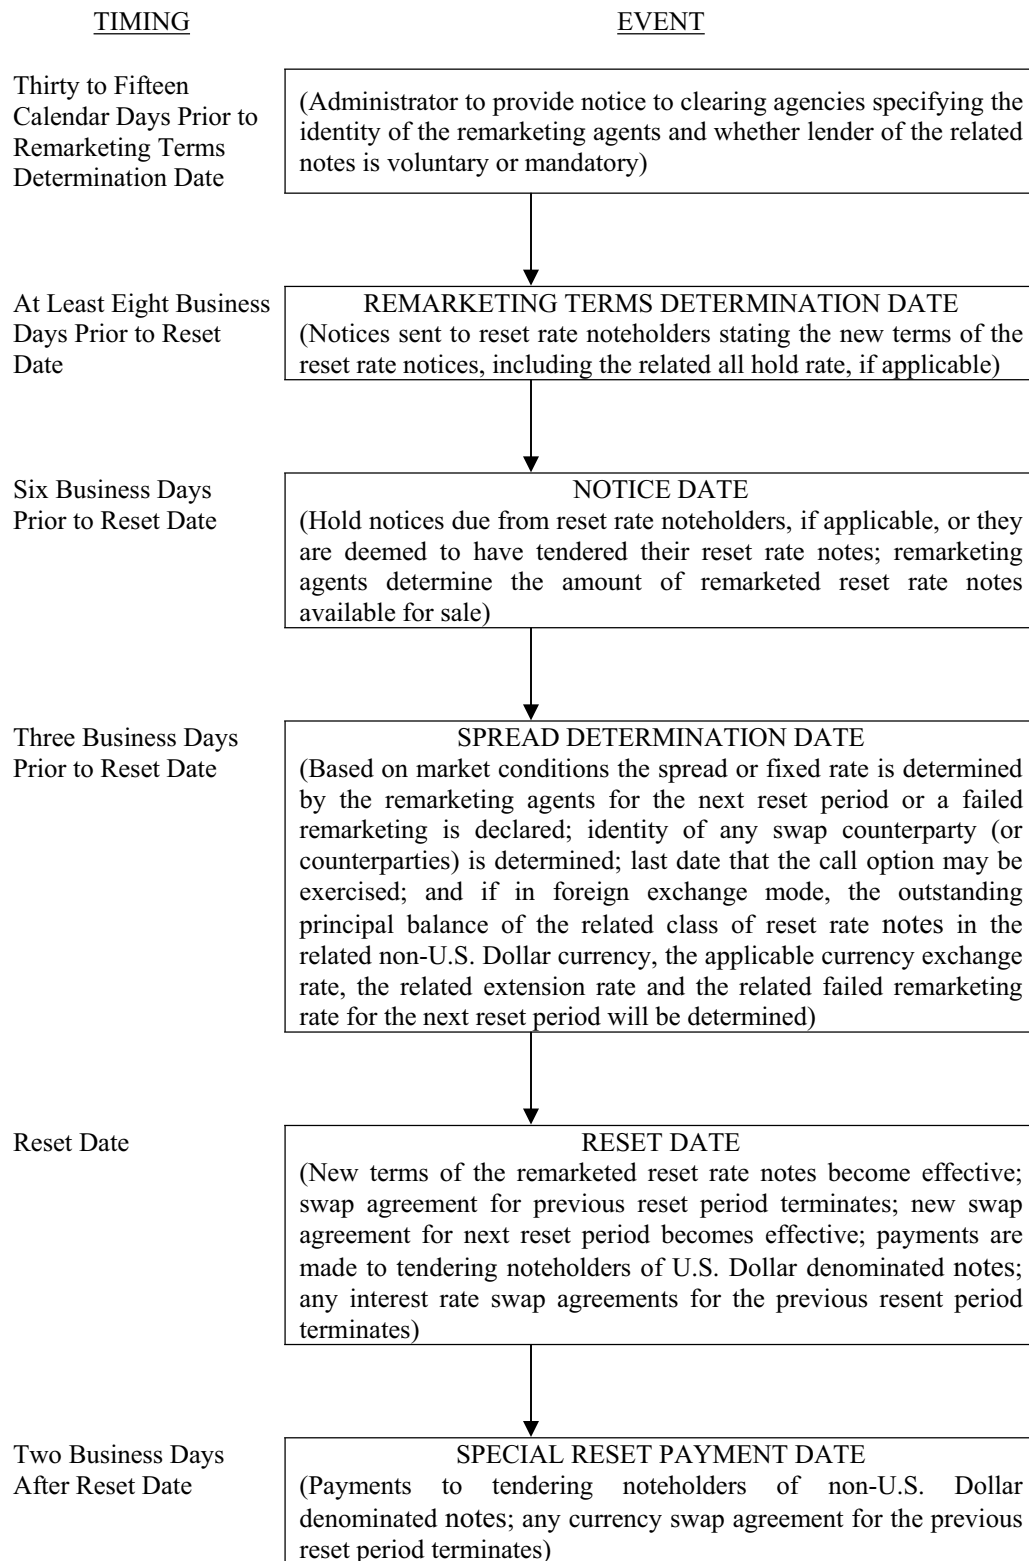 TIMING
EVENT
Thirty to Fifteen
Calendar Days Prior to
Remarketing Terms
Determination Date
(Administrator to provide notice to clearing agencies specifying the
identity of the remarketing agents and whether lender of the related
notes is voluntary or mandatory)
At Least Eight Business
Days Prior to Reset
Date
REMARKETING TERMS DETERMINATION DATE
(Notices sent to reset rate noteholders stating the new terms of the
reset rate notices, including the related all hold rate, if applicable)
Six Business Days
Prior to Reset Date
NOTICE DATE
(Hold notices due from reset rate noteholders, if applicable, or they
are deemed to have tendered their reset rate notes; remarketing
agents determine the amount of remarketed reset rate notes
available for sale)
Three Business Days
Prior to Reset Date
SPREAD DETERMINATION DATE
(Based on market conditions the spread or fixed rate is determined
by the remarketing agents for the next reset period or a failed
remarketing is declared; identity of any swap counterparty (or
counterparties) is determined; last date that the call option may be
exercised; and if in foreign exchange mode, the outstanding
principal balance of the related class of reset rate notes in the
related non-U.S. Dollar currency, the applicable currency exchange
rate, the related extension rate and the related failed remarketing
rate for the next reset period will be determined)
Reset Date
RESET DATE
(New terms of the remarketed reset rate notes become effective;
swap agreement for previous reset period terminates; new swap
agreement for next reset period becomes effective; payments are
made to tendering noteholders of U.S. Dollar denominated notes;
any interest rate swap agreements for the previous resent period
terminates)
Two Business Days
After Reset Date
SPECIAL RESET PAYMENT DATE
(Payments to tendering noteholders of non-U.S. Dollar
denominated notes; any currency swap agreement for the previous
reset period terminates)